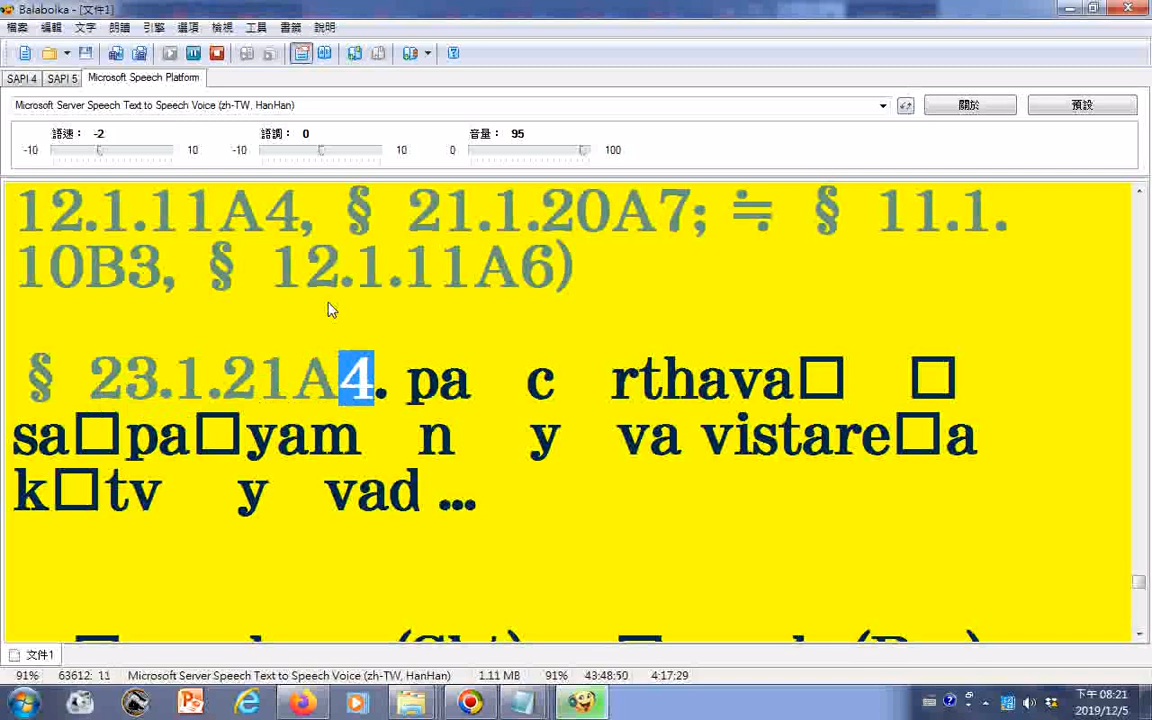 Balabolka - [文件1]
檔案 編輯 文字 朗讀 引擎 選項 檢視 工具 書籤 說明
SAPI 4 SAPI 5 Microsoft Speech Platform
Microsoft Server Speech Text to Speech Voice (zh-TW, HanHan) 關於 預設
語速： -2 語調： 0 音量： 95
-10 10 -10 10 0 100
12.1.11A4, § 21.1.20A7; ≒ § 11.1.
10B3, § 12.1.11A6)
§ 23.1.21A4. pa c rthava□ □
sa□pa□yam n y va vistare□a
k□tv y vad ...
文件1
91% 63612: 11 Microsoft Server Speech Text to Speech Voice (zh-TW, HanHan) 1.11 MB 91% 43:48:50 4:17:29
下午 08:21
2019/12/5